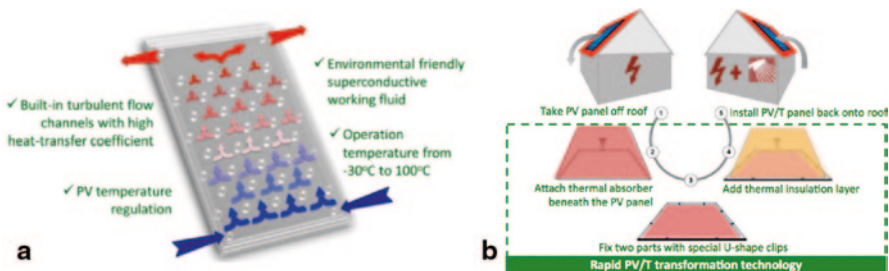 ✓ Built-in turbulent flow
channels with high
heat-transfer coefficient
✓ PV temperature
regulation
✓ Environmental friendly
superconductive
working fluid
✓ Operation
temperature from
-30°C to 100°C
a
Take PV panel off roof
Install PV/T panel back onto roof
1
5
2
4
3
Attach thermal absorber
beneath the PV panel
Add thermal insulation layer
Fix two parts with special U-shape clips
b
Rapid PV/T transformation technology